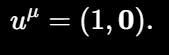 u^μ = (1, 𝟎).